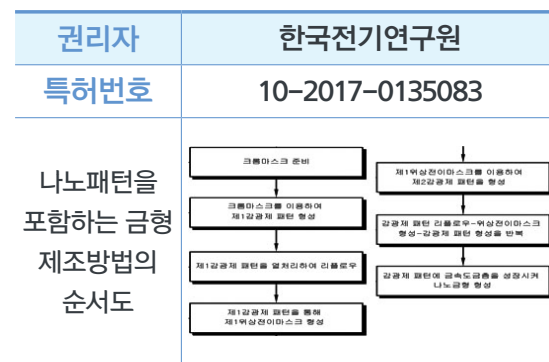 권리자
한국전기연구원
특허번호
10-2017-0135083
나노패턴을
포함하는 금형
제조방법의
순서도
크롬마스크 준비
크롬마스크를 이용하여
제1감광제 패턴 형성
제1감광제 패턴을 열처리하여 리플로우
제1감광제 패턴을 통해
제1위상전이마스크 형성
제1위상전이마스크를 이용하여
제2감광제 패턴을 형성
감광제 패턴 리플로우-위상전이마스크
형성-감광제 패턴 형성을 반복
감광제 패턴에 금속도금층을 성장시켜
나노금형 형성